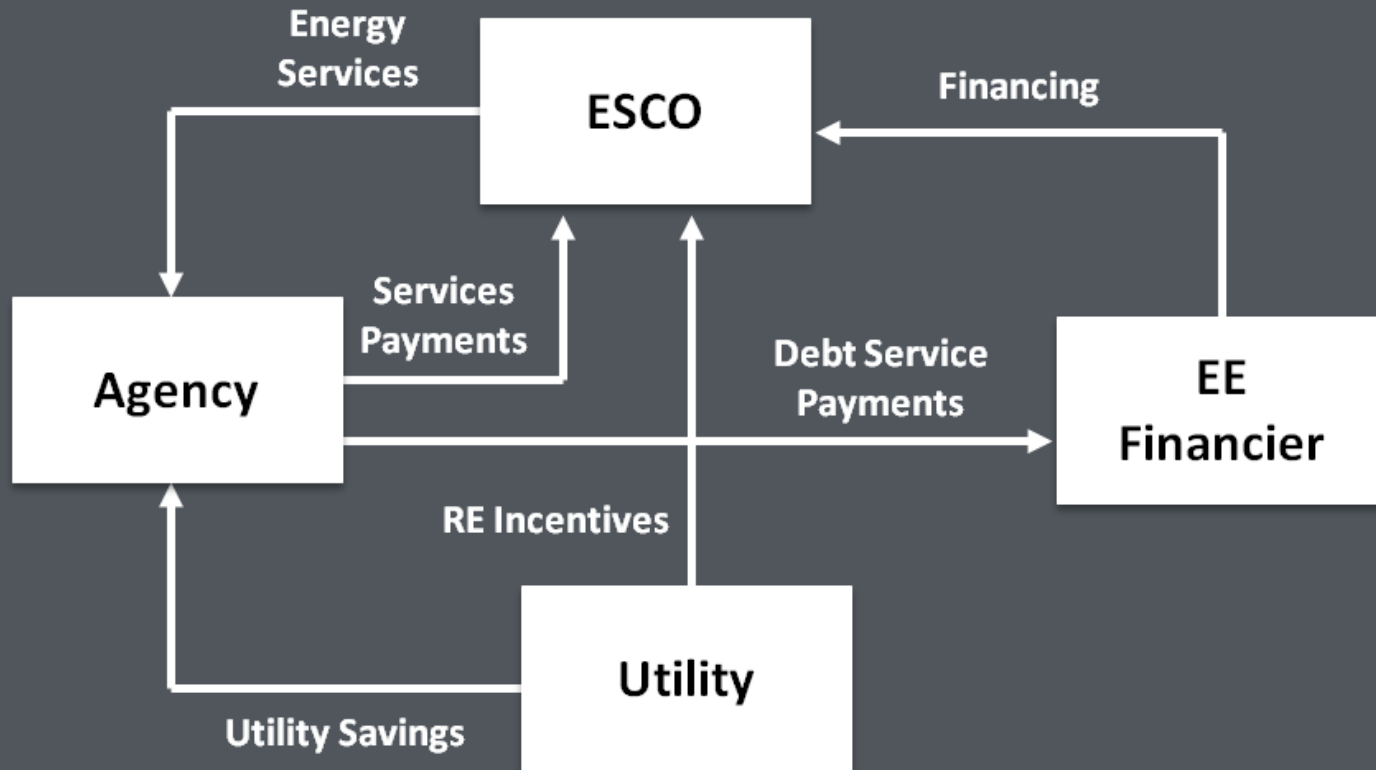 Energy
Services
ESCO
Financing
Services
Payments
Agency
Debt Service
Payments
EE
Financier
RE Incentives
Utility
Utility Savings